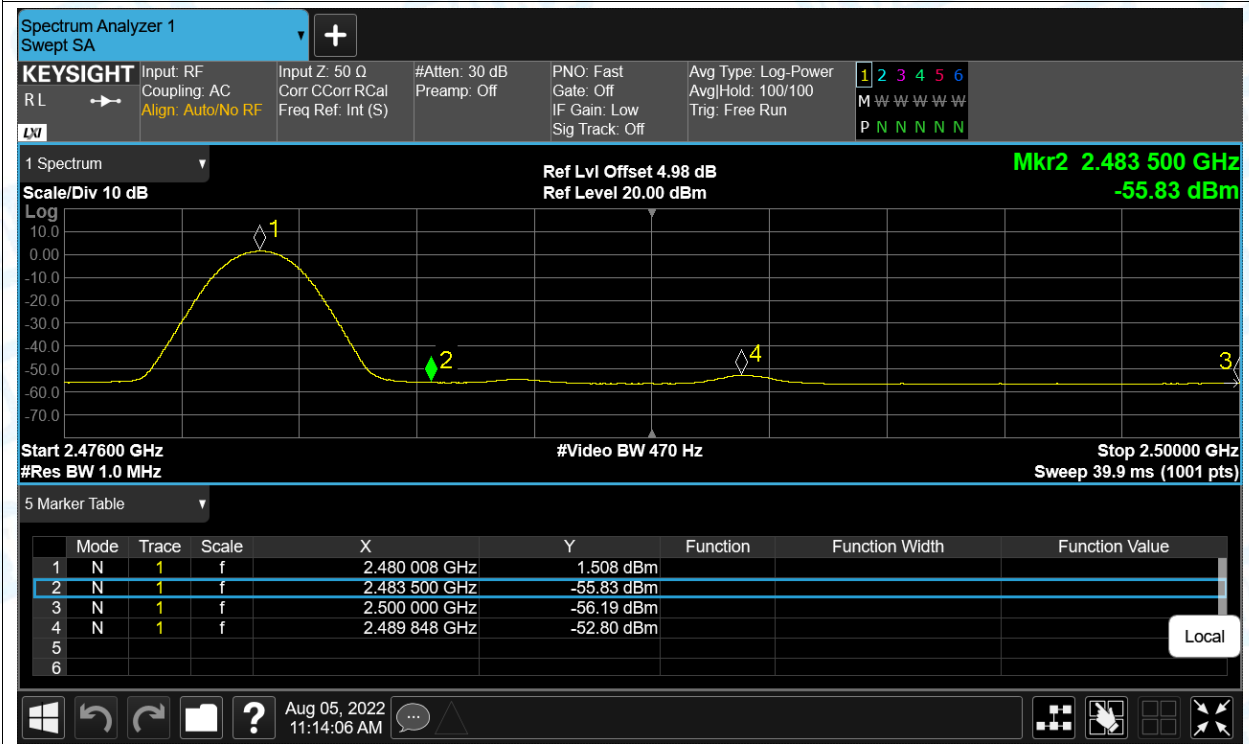 Spectrum Analyzer 1
Swept SA
+
KEYSIGHT
R L
LXI
Input: RF
Coupling: AC
Align: Auto/No RF
Input Z: 50 Ω
Corr CCorr RCal
Freq Ref: Int (S)
#Atten: 30 dB
Preamp: Off
PNO: Fast
Gate: Off
IF Gain: Low
Sig Track: Off
Avg Type: Log-Power
Avg|Hold: 100/100
Trig: Free Run
1 2 3 4 5 6
M W W W W W
P N N N N N
1 Spectrum
Scale/Div 10 dB
Ref Lvl Offset 4.98 dB
Ref Level 20.00 dBm
Mkr2 2.483 500 GHz
-55.83 dBm
Log
10.0
0.00
-10.0
-20.0
-30.0
-40.0
-50.0
-60.0
-70.0
1
2
4
3
Start 2.47600 GHz
#Video BW 470 Hz
Stop 2.50000 GHz
#Res BW 1.0 MHz
Sweep 39.9 ms (1001 pts)
5 Marker Table
Mode Trace Scale X Y Function Function Width Function Value
1 N 1 f 2.480 008 GHz 1.508 dBm
2 N 1 f 2.483 500 GHz -55.83 dBm
3 N 1 f 2.500 000 GHz -56.19 dBm
4 N 1 f 2.489 848 GHz -52.80 dBm
5
6
Local
?
Aug 05, 2022
11:14:06 AM